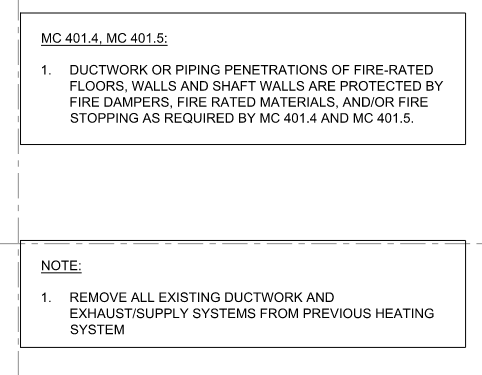 MC 401.4, MC 401.5:
1. DUCTWORK OR PIPING PENETRATIONS OF FIRE-RATED
FLOORS, WALLS AND SHAFT WALLS ARE PROTECTED BY
FIRE DAMPERS, FIRE RATED MATERIALS, AND/OR FIRE
STOPPING AS REQUIRED BY MC 401.4 AND MC 401.5.
NOTE:
1. REMOVE ALL EXISTING DUCTWORK AND
EXHAUST/SUPPLY SYSTEMS FROM PREVIOUS HEATING
SYSTEM